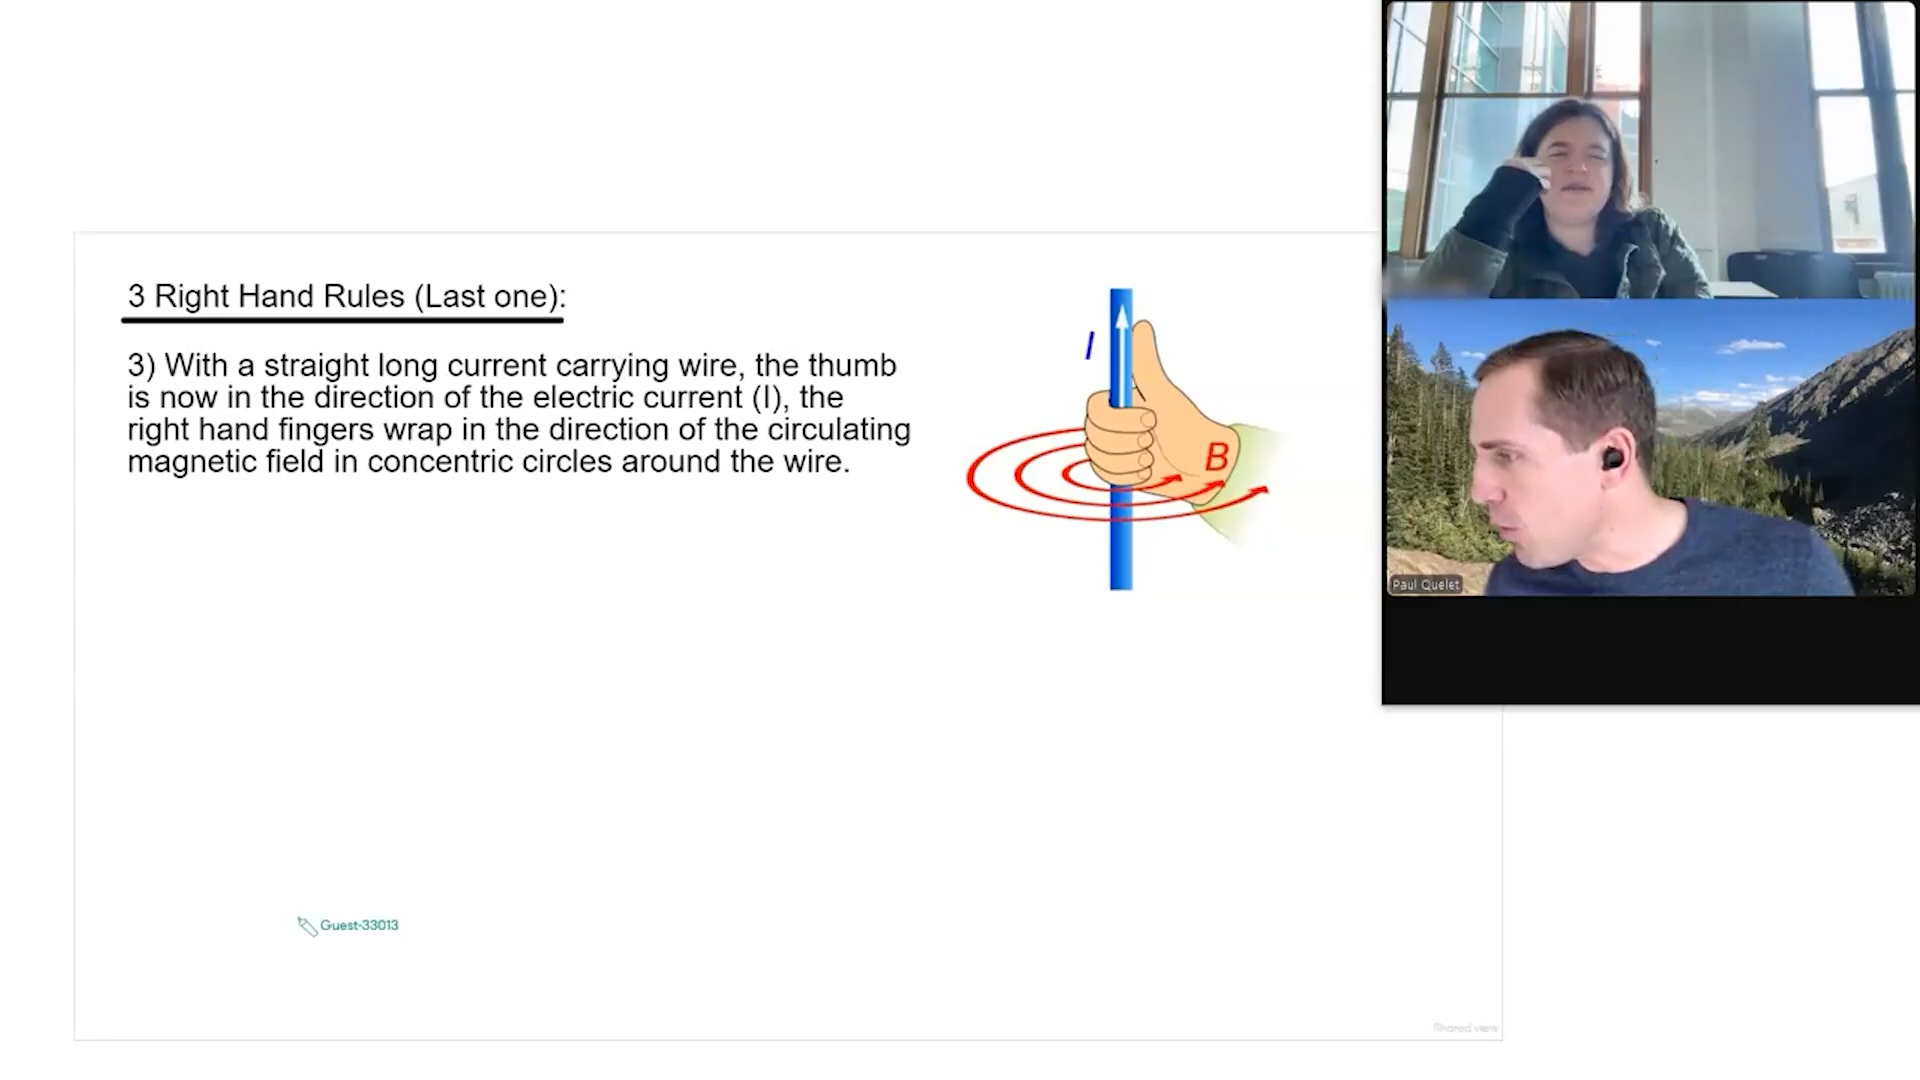 3 Right Hand Rules (Last one):
3) With a straight long current carrying wire, the thumb
is now in the direction of the electric current (I), the
right hand fingers wrap in the direction of the circulating
magnetic field in concentric circles around the wire.
I
B
Paul Quelet
Guest-33013
Shared view